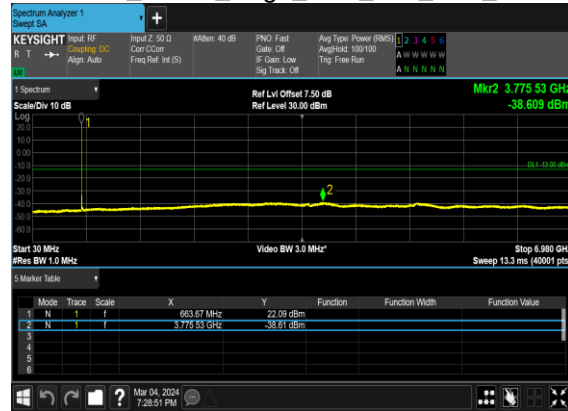 Spectrum Analyzer 1
Swept SA
+
KEYSIGHT Input: RF Input Z: 50 Ω #Atten: 40 dB PNO: Fast Avg Type: Power (RMS) 1 2 3 4 5 6
R T Coupling: DC Corr CCorr Gate: Off Avg|Hold: 100/100 A W W W W W
Align: Auto Freq Ref: Int (S) IF Gain: Low Trig: Free Run
LW Sig Track: Off A N N N N N
1 Spectrum Ref Lvl Offset 7.50 dB Mkr2 3.775 53 GHz
Scale/Div 10 dB Ref Level 30.00 dBm -38.609 dBm
Log
1
20.0
10.0
0.00
-10.0
DL1 -13.00 dBm
-20.0
-30.0
2
-40.0
-50.0
-60.0
Start 30 MHz Video BW 3.0 MHz* Stop 6.980 GHz
#Res BW 1.0 MHz Sweep 13.3 ms (40001 pts)
5 Marker Table
Mode Trace Scale X Y Function Function Width Function Value
1 N 1 f 663.67 MHz 22.09 dBm
2 N 1 f 3.775 53 GHz -38.61 dBm
3
4
5
6
? Mar 04, 2024
7:28:51 PM